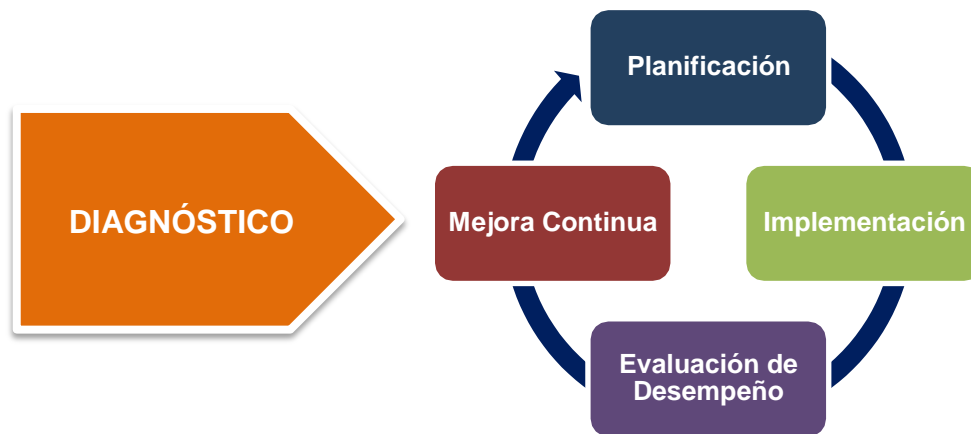 DIAGNÓSTICO
Planificación
Implementación
Evaluación de
Desempeño
Mejora Continua